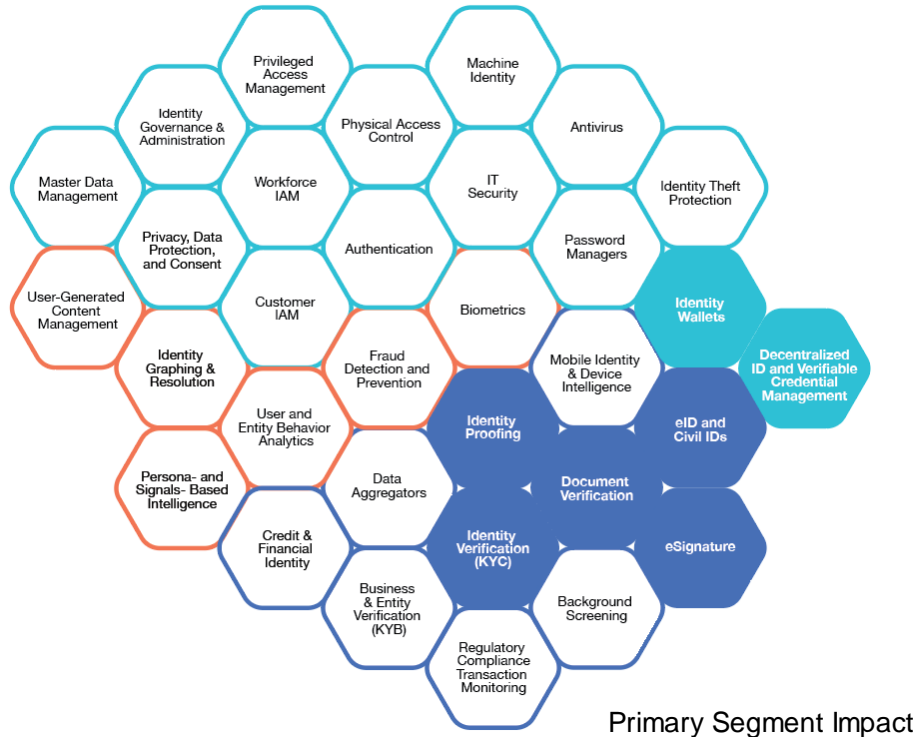 Privileged
Access
Management
Machine
Identity
Identity
Governance &
Administration
Physical Access
Control
Antivirus
Master Data
Management
Workforce
IAM
IT
Security
Identity Theft
Protection
Privacy, Data
Protection,
and Consent
Authentication
Password
Managers
User-Generated
Content
Management
Customer
IAM
Biometrics
Identity
Wallets
Identity
Graphing &
Resolution
Fraud
Detection and
Prevention
Mobile Identity
& Device
Intelligence
Decentralized
ID and Verifiable
Credential
Management
User and
Entity Behavior
Analytics
Identity
Proofing
eID and
Civil IDs
Persona- and
Signals- Based
Intelligence
Data
Aggregators
Document
Verification
Credit &
Financial
Identity
Identity
Verification
(KYC)
eSignature
Business
& Entity
Verification
(KYB)
Background
Screening
Regulatory
Compliance
Transaction
Monitoring
Primary Segment Impact